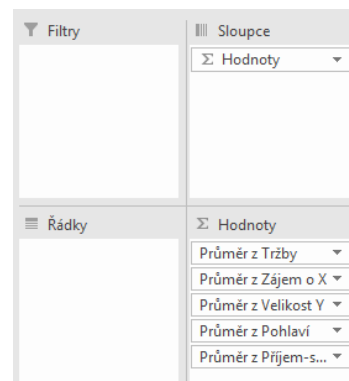 Filtry
Sloupce
Σ Hodnoty
Řádky
Σ Hodnoty
Průměr z Tržby
Průměr z Zájem o X
Průměr z Velikost Y
Průměr z Pohlaví
Průměr z Příjem-s...